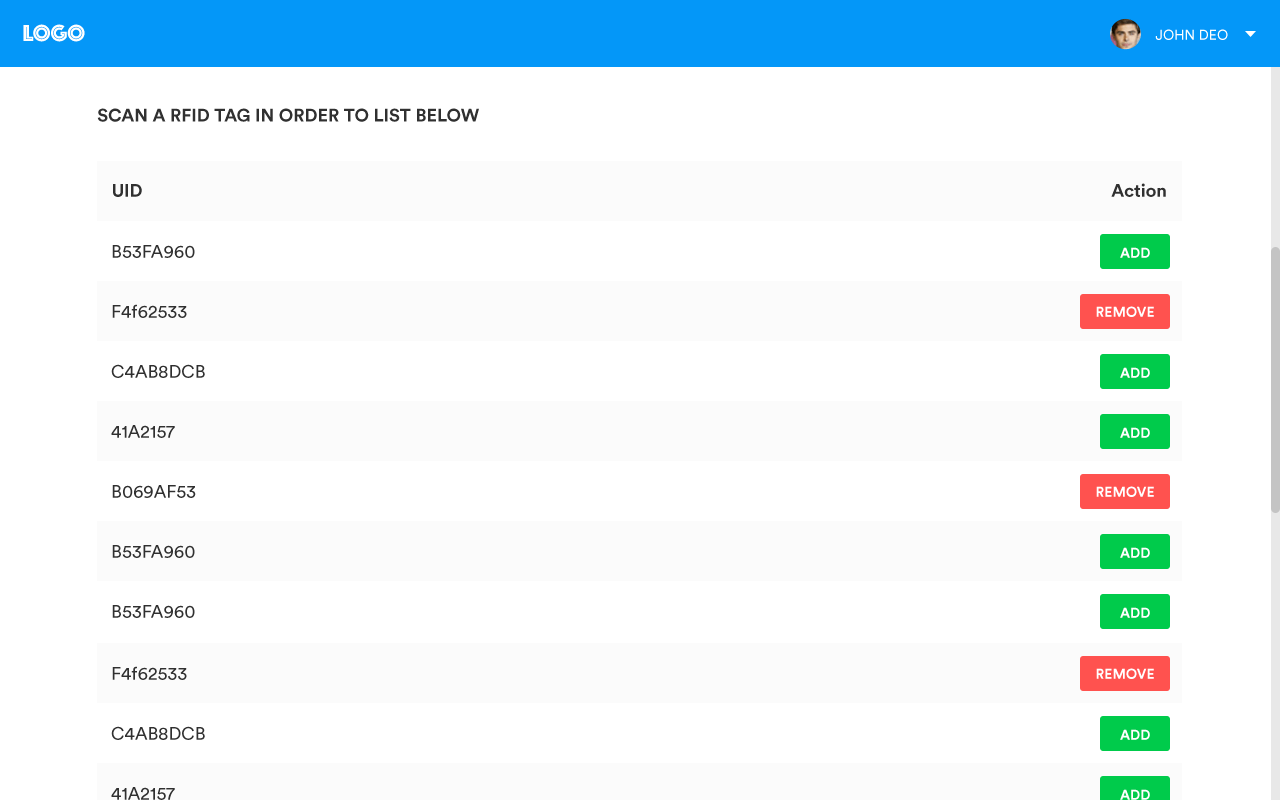 LOGO JOHN DEO
SCAN A RFID TAG IN ORDER TO LIST BELOW
UID Action
B53FA960 ADD
F4f62533 REMOVE
C4AB8DCB ADD
41A2157 ADD
B069AF53 REMOVE
B53FA960 ADD
B53FA960 ADD
F4f62533 REMOVE
C4AB8DCB ADD
41A2157 ADD